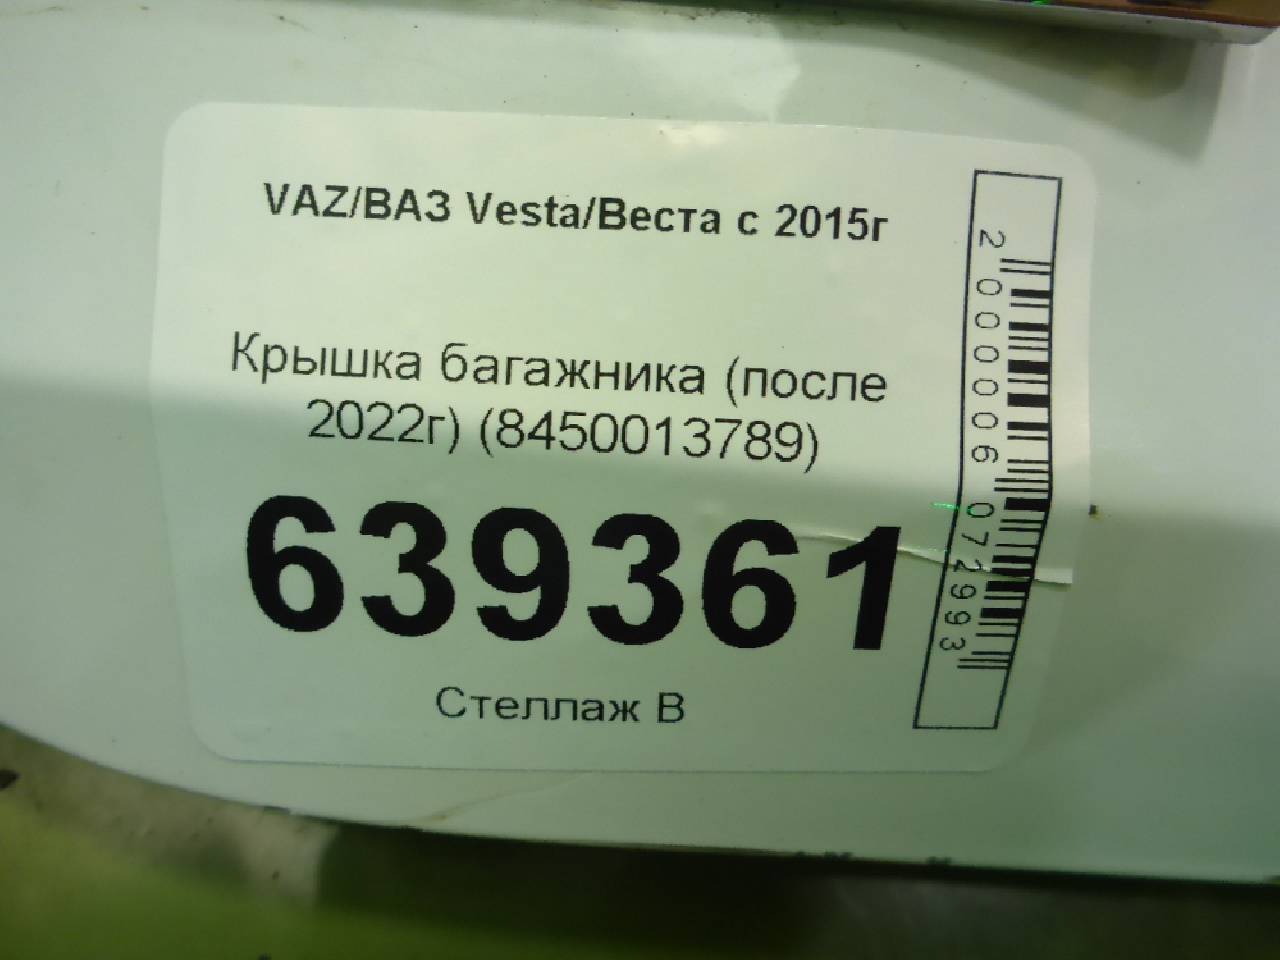 VAZ/ВАЗ Vesta/Веста с 2015г
Крышка багажника (после
2022г) (8450013789)
639361
Стеллаж В
2000006072993